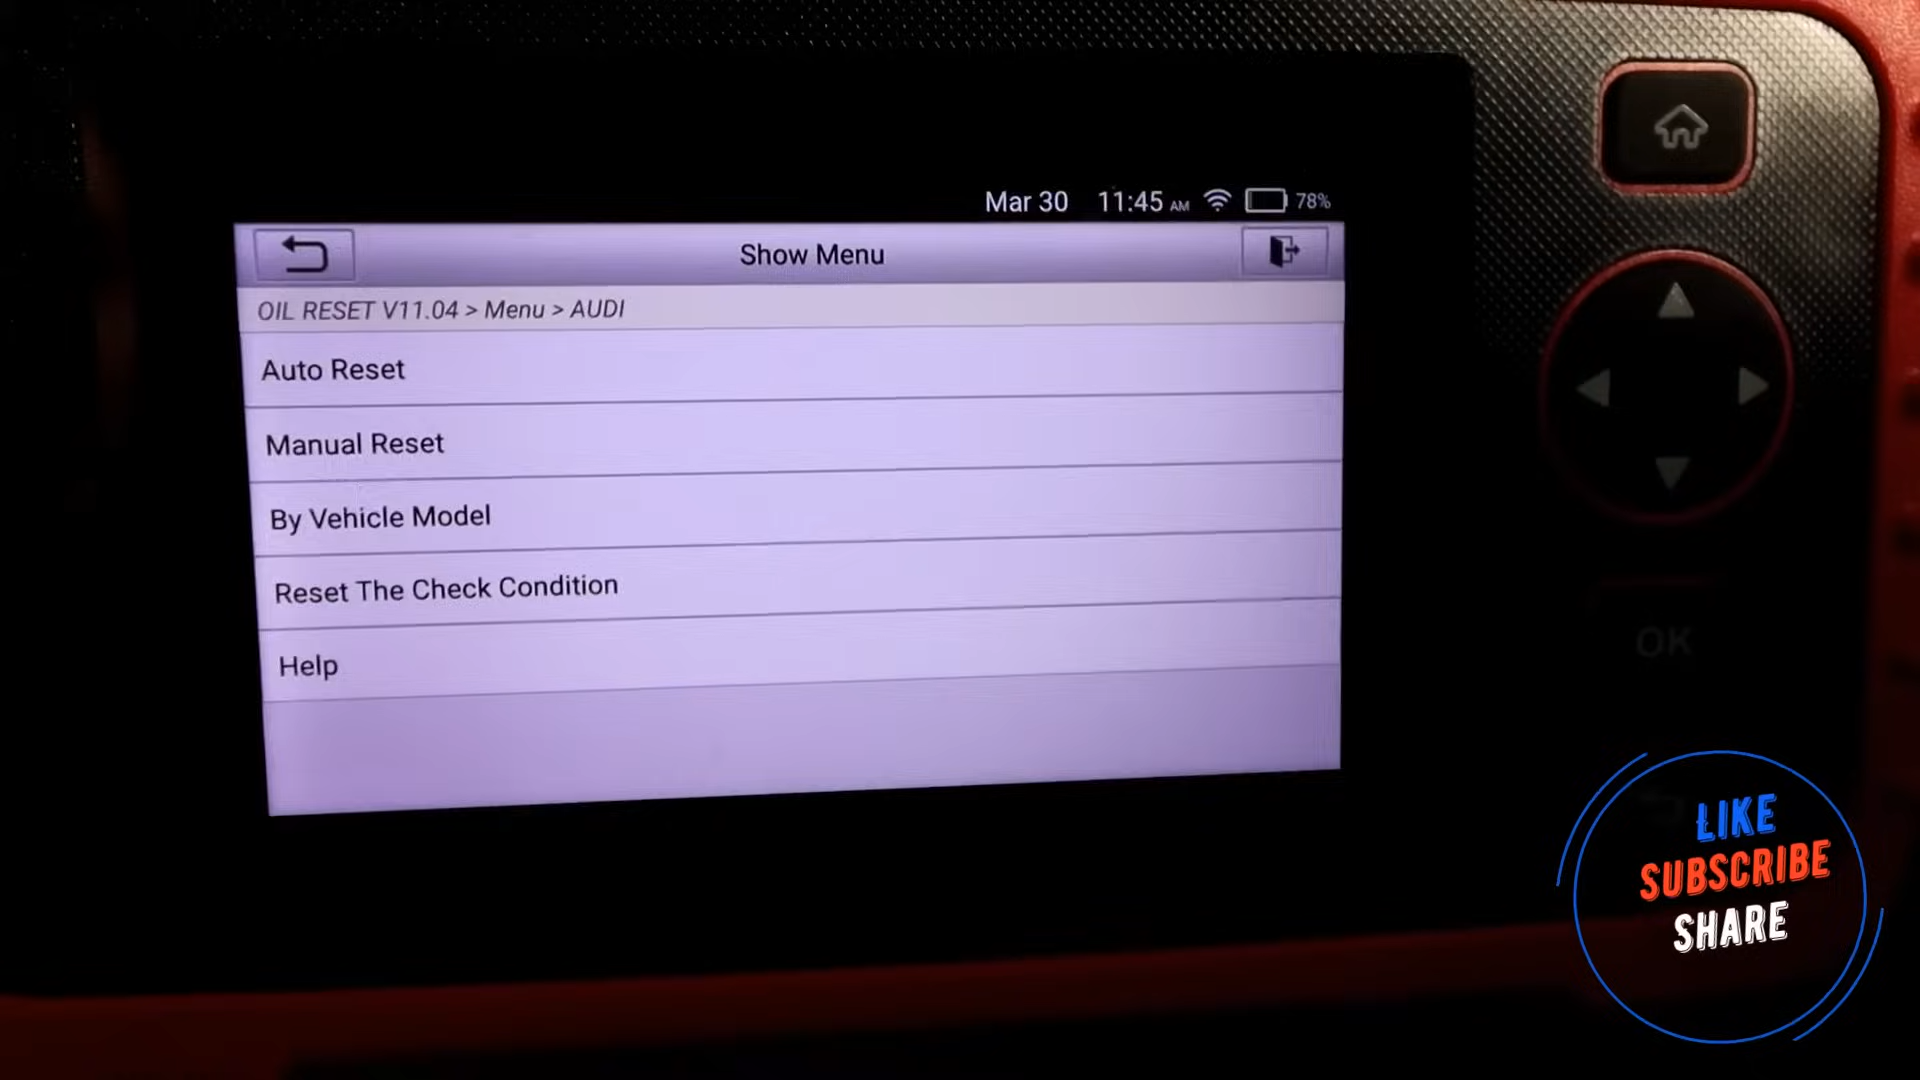 Mar 30 11:45 AM 78%
Show Menu
OIL RESET V11.04 > Menu > AUDI
Auto Reset
Manual Reset
By Vehicle Model
Reset The Check Condition
Help
OK
LIKE
SUBSCRIBE
SHARE